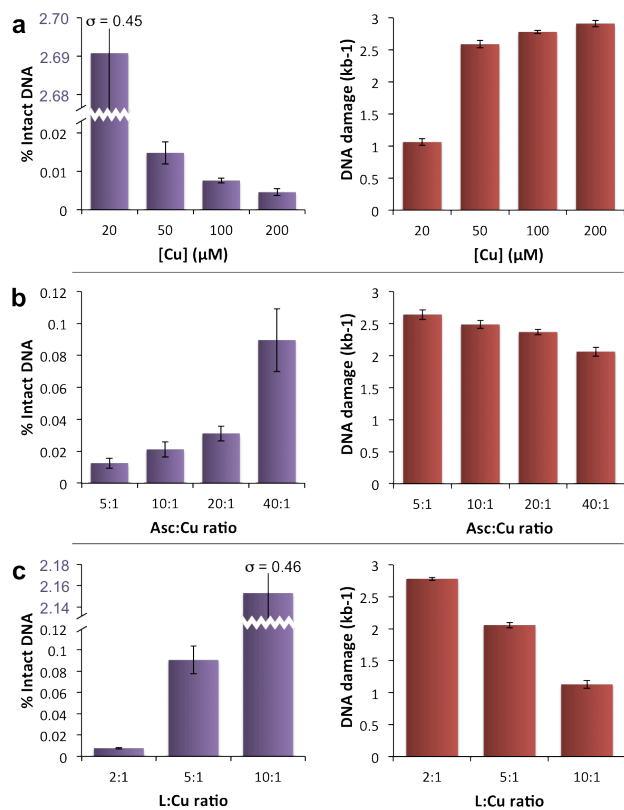 a
σ = 0.45
2.70
2.69
2.68
0.02
0.01
0
% Intact DNA
20 50 100 200
[Cu] (µM)
3
2.5
2
1.5
1
0.5
0
DNA damage (kb-1)
20 50 100 200
[Cu] (µM)
b
0.12
0.1
0.08
0.06
0.04
0.02
0
% Intact DNA
5:1 10:1 20:1 40:1
Asc:Cu ratio
3
2.5
2
1.5
1
0.5
0
DNA damage (kb-1)
5:1 10:1 20:1 40:1
Asc:Cu ratio
c
σ = 0.46
2.18
2.16
2.14
0.12
0.1
0.08
0.06
0.04
0.02
0
% Intact DNA
2:1 5:1 10:1
L:Cu ratio
3
2.5
2
1.5
1
0.5
0
DNA damage (kb-1)
2:1 5:1 10:1
L:Cu ratio